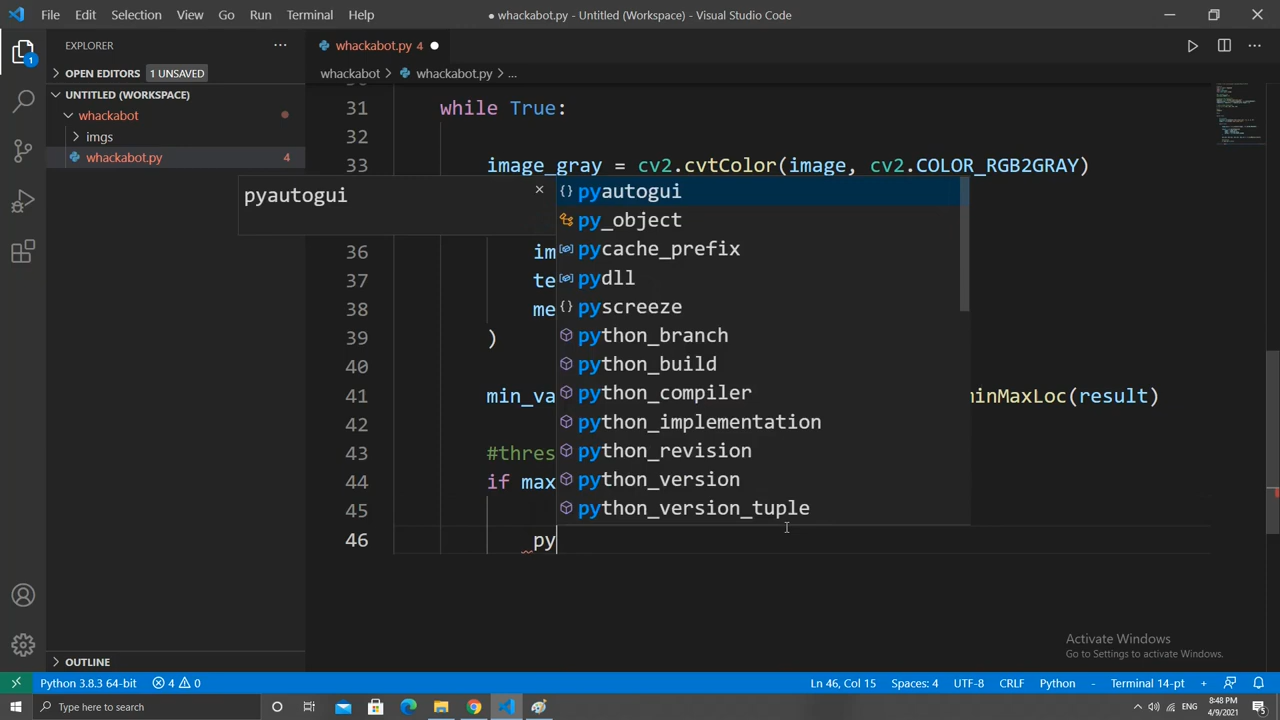 File Edit Selection View Go Run Terminal Help
● whackabot.py - Untitled (Workspace) - Visual Studio Code
EXPLORER
OPEN EDITORS 1 UNSAVED
UNTITLED (WORKSPACE)
whackabot
imgs
whackabot.py 4
OUTLINE
whackabot.py 4
whackabot > whackabot.py > ...
31 while True:
32
33 image_gray = cv2.cvtColor(image, cv2.COLOR_RGB2GRAY)
36 im
37 te
38 me
39 )
40
41 min_va minMaxLoc(result)
42
43 #thres
44 if max
45
46 py
pyautogui
pyautogui
py_object
pycache_prefix
pydll
pyscreeze
python_branch
python_build
python_compiler
python_implementation
python_revision
python_version
python_version_tuple
Activate Windows
Go to Settings to activate Windows.
1
Python 3.8.3 64-bit 4 0 Ln 46, Col 15 Spaces: 4 UTF-8 CRLF Python - Terminal 14-pt +
Type here to search
ENG
8:48 PM
4/9/2021
5